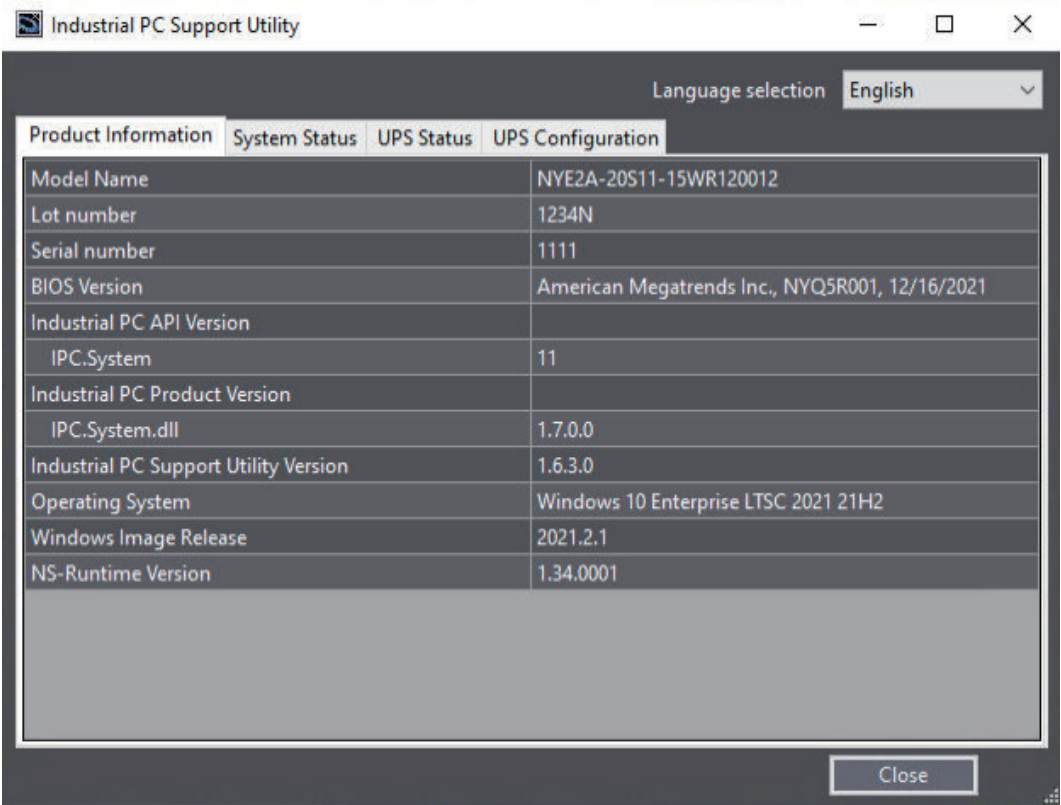 Industrial PC Support Utility
Language selection English
Product Information System Status UPS Status UPS Configuration
Model Name NYE2A-20S11-15WR120012
Lot number 1234N
Serial number 1111
BIOS Version American Megatrends Inc., NYQ5R001, 12/16/2021
Industrial PC API Version
IPC.System 11
Industrial PC Product Version
IPC.System.dll 1.7.0.0
Industrial PC Support Utility Version 1.6.3.0
Operating System Windows 10 Enterprise LTSC 2021 21H2
Windows Image Release 2021.2.1
NS-Runtime Version 1.34.0001
Close